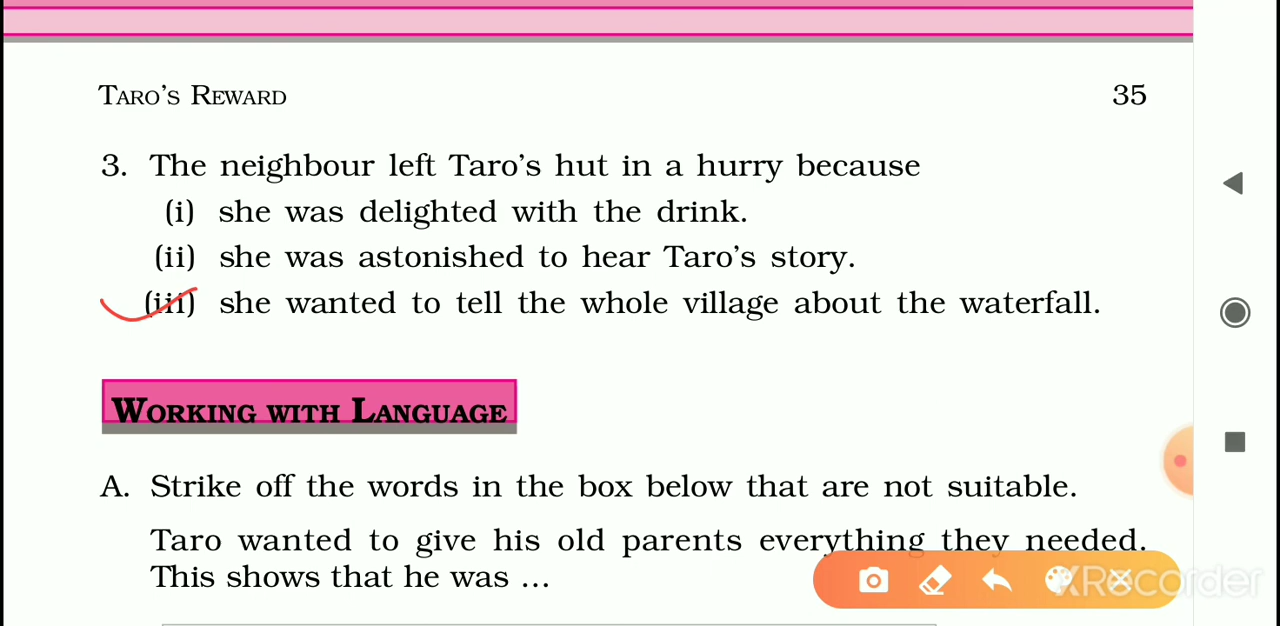 TARO'S REWARD 35
3. The neighbour left Taro's hut in a hurry because
(i) she was delighted with the drink.
(ii) she was astonished to hear Taro's story.
(iii) she wanted to tell the whole village about the waterfall.
WORKING WITH LANGUAGE
A. Strike off the words in the box below that are not suitable.
Taro wanted to give his old parents everything they needed.
This shows that he was ...
XRecorder